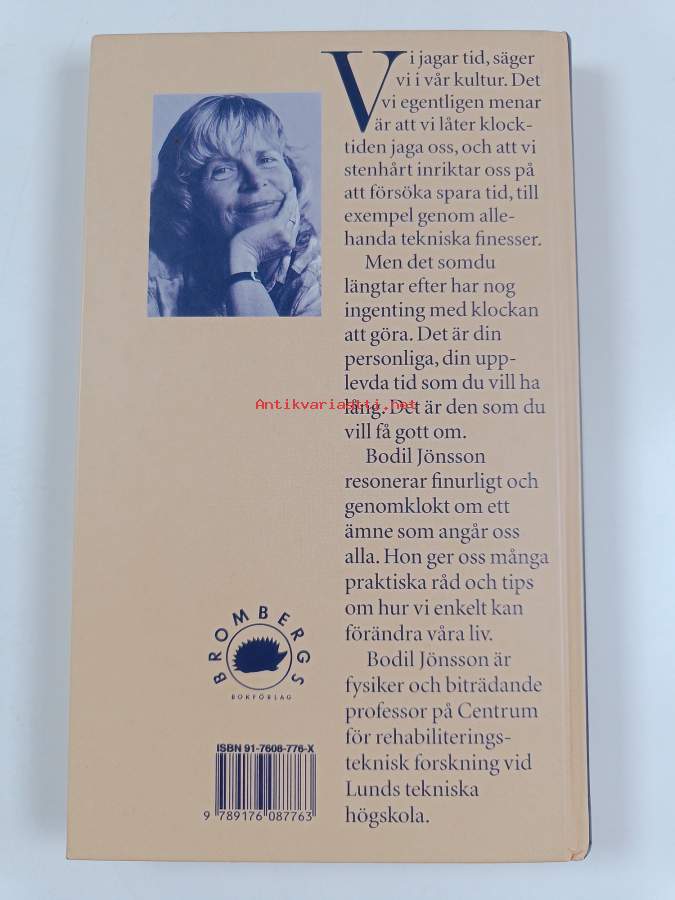 Vi jagar tid, säger
vi i vår kultur. Det
vi egentligen menar
är att vi låter klock-
tiden jaga oss, och att vi
stenhårt inriktar oss på
att försöka spara tid, till
exempel genom alle-
handa tekniska finesser.
Men det somdu
längtar efter har nog
ingenting med klockan
att göra. Det är din
personliga, din upp-
levda tid som du vill ha
lång. Det är den som du
vill få gott om.
Bodil Jönsson
resonerar finurligt och
genomklokt om ett
ämne som angår oss
alla. Hon ger oss många
praktiska råd och tips
om hur vi enkelt kan
förändra våra liv.
Bodil Jönsson är
fysiker och biträdande
professor på Centrum
för rehabiliterings-
teknisk forskning vid
Lunds tekniska
högskola.
Antikvariaatti.net
BROMBERGS
BOKFÖRLAG
ISBN 91-7608-776-X
9 789176 087763